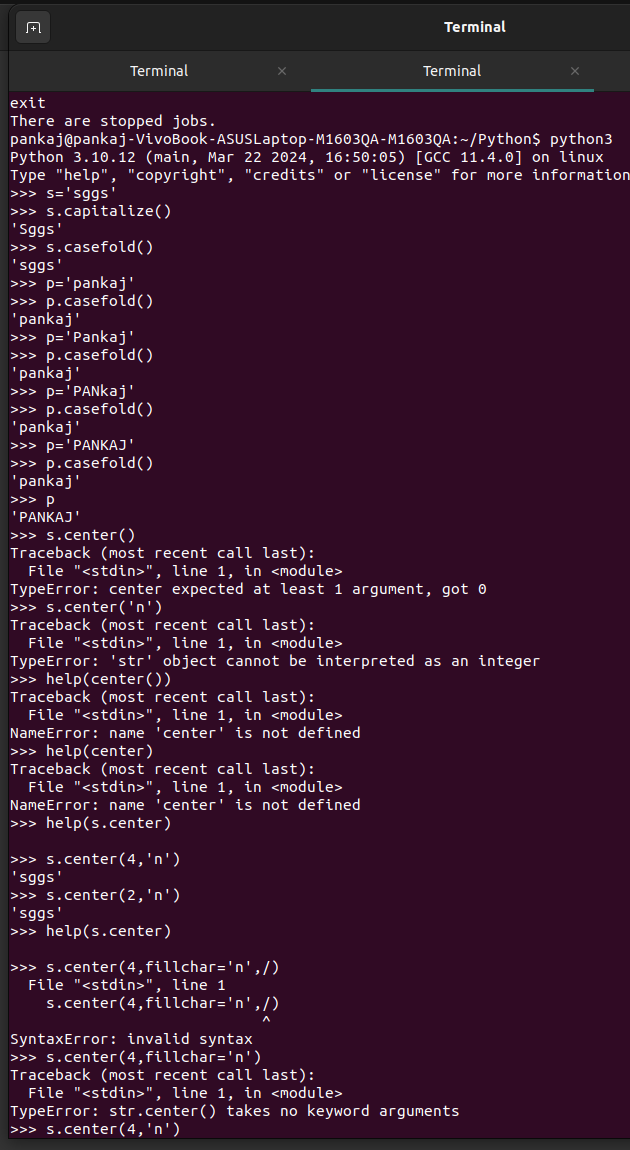 Terminal
Terminal
Terminal
exit
There are stopped jobs.
pankaj@pankaj-VivoBook-ASUSLaptop-M1603QA-M1603QA:~/Python$ python3
Python 3.10.12 (main, Mar 22 2024, 16:50:05) [GCC 11.4.0] on linux
Type "help", "copyright", "credits" or "license" for more information
>>> s='sggs'
>>> s.capitalize()
'Sggs'
>>> s.casefold()
'sggs'
>>> p='pankaj'
>>> p.casefold()
'pankaj'
>>> p='Pankaj'
>>> p.casefold()
'pankaj'
>>> p='PANkaj'
>>> p.casefold()
'pankaj'
>>> p='PANKAJ'
>>> p.casefold()
'pankaj'
>>> p
'PANKAJ'
>>> s.center()
Traceback (most recent call last):
  File "<stdin>", line 1, in <module>
TypeError: center expected at least 1 argument, got 0
>>> s.center('n')
Traceback (most recent call last):
  File "<stdin>", line 1, in <module>
TypeError: 'str' object cannot be interpreted as an integer
>>> help(center())
Traceback (most recent call last):
  File "<stdin>", line 1, in <module>
NameError: name 'center' is not defined
>>> help(center)
Traceback (most recent call last):
  File "<stdin>", line 1, in <module>
NameError: name 'center' is not defined
>>> help(s.center)

>>> s.center(4,'n')
'sggs'
>>> s.center(2,'n')
'sggs'
>>> help(s.center)

>>> s.center(4,fillchar='n',/)
  File "<stdin>", line 1
    s.center(4,fillchar='n',/)
                            ^
SyntaxError: invalid syntax
>>> s.center(4,fillchar='n')
Traceback (most recent call last):
  File "<stdin>", line 1, in <module>
TypeError: str.center() takes no keyword arguments
>>> s.center(4,'n')